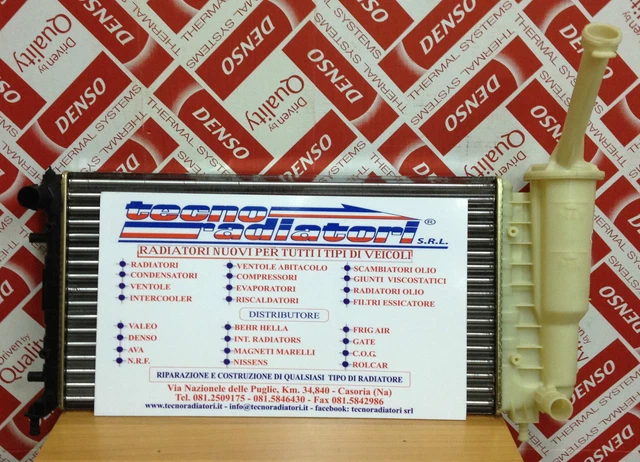 tecno
radiatori®
S.R.L.
RADIATORI NUOVI PER TUTTI I TIPI DI VEICOLI
RADIATORI
CONDENSATORI
VENTOLE
INTERCOOLER
VENTOLE ABITACOLO
COMPRESSORI
EVAPORATORI
RISCALDATORI
SCAMBIATORI OLIO
GIUNTI VISCOSTATICI
RADIATORI OLIO
FILTRI ESSICATORE
DISTRIBUTORE
VALEO
DENSO
AVA
N.R.F.
BEHR HELLA
INT. RADIATORS
MAGNETI MARELLI
NISSENS
FRIG AIR
GATE
C.O.G.
ROLCAR
RIPARAZIONE E COSTRUZIONE DI QUALSIASI TIPO DI RADIATORE
Via Nazionele delle Puglie, Km. 34,840 - Casoria (Na)
Tel. 081.2509175 - 081.5846430 - Fax 081.5842986
www.tecnoradiatori.it - info@tecnoradiatori.it - facebook: tecnoradiatori srl
DENSO
THERMAL SYSTEMS
Driven by
Quality